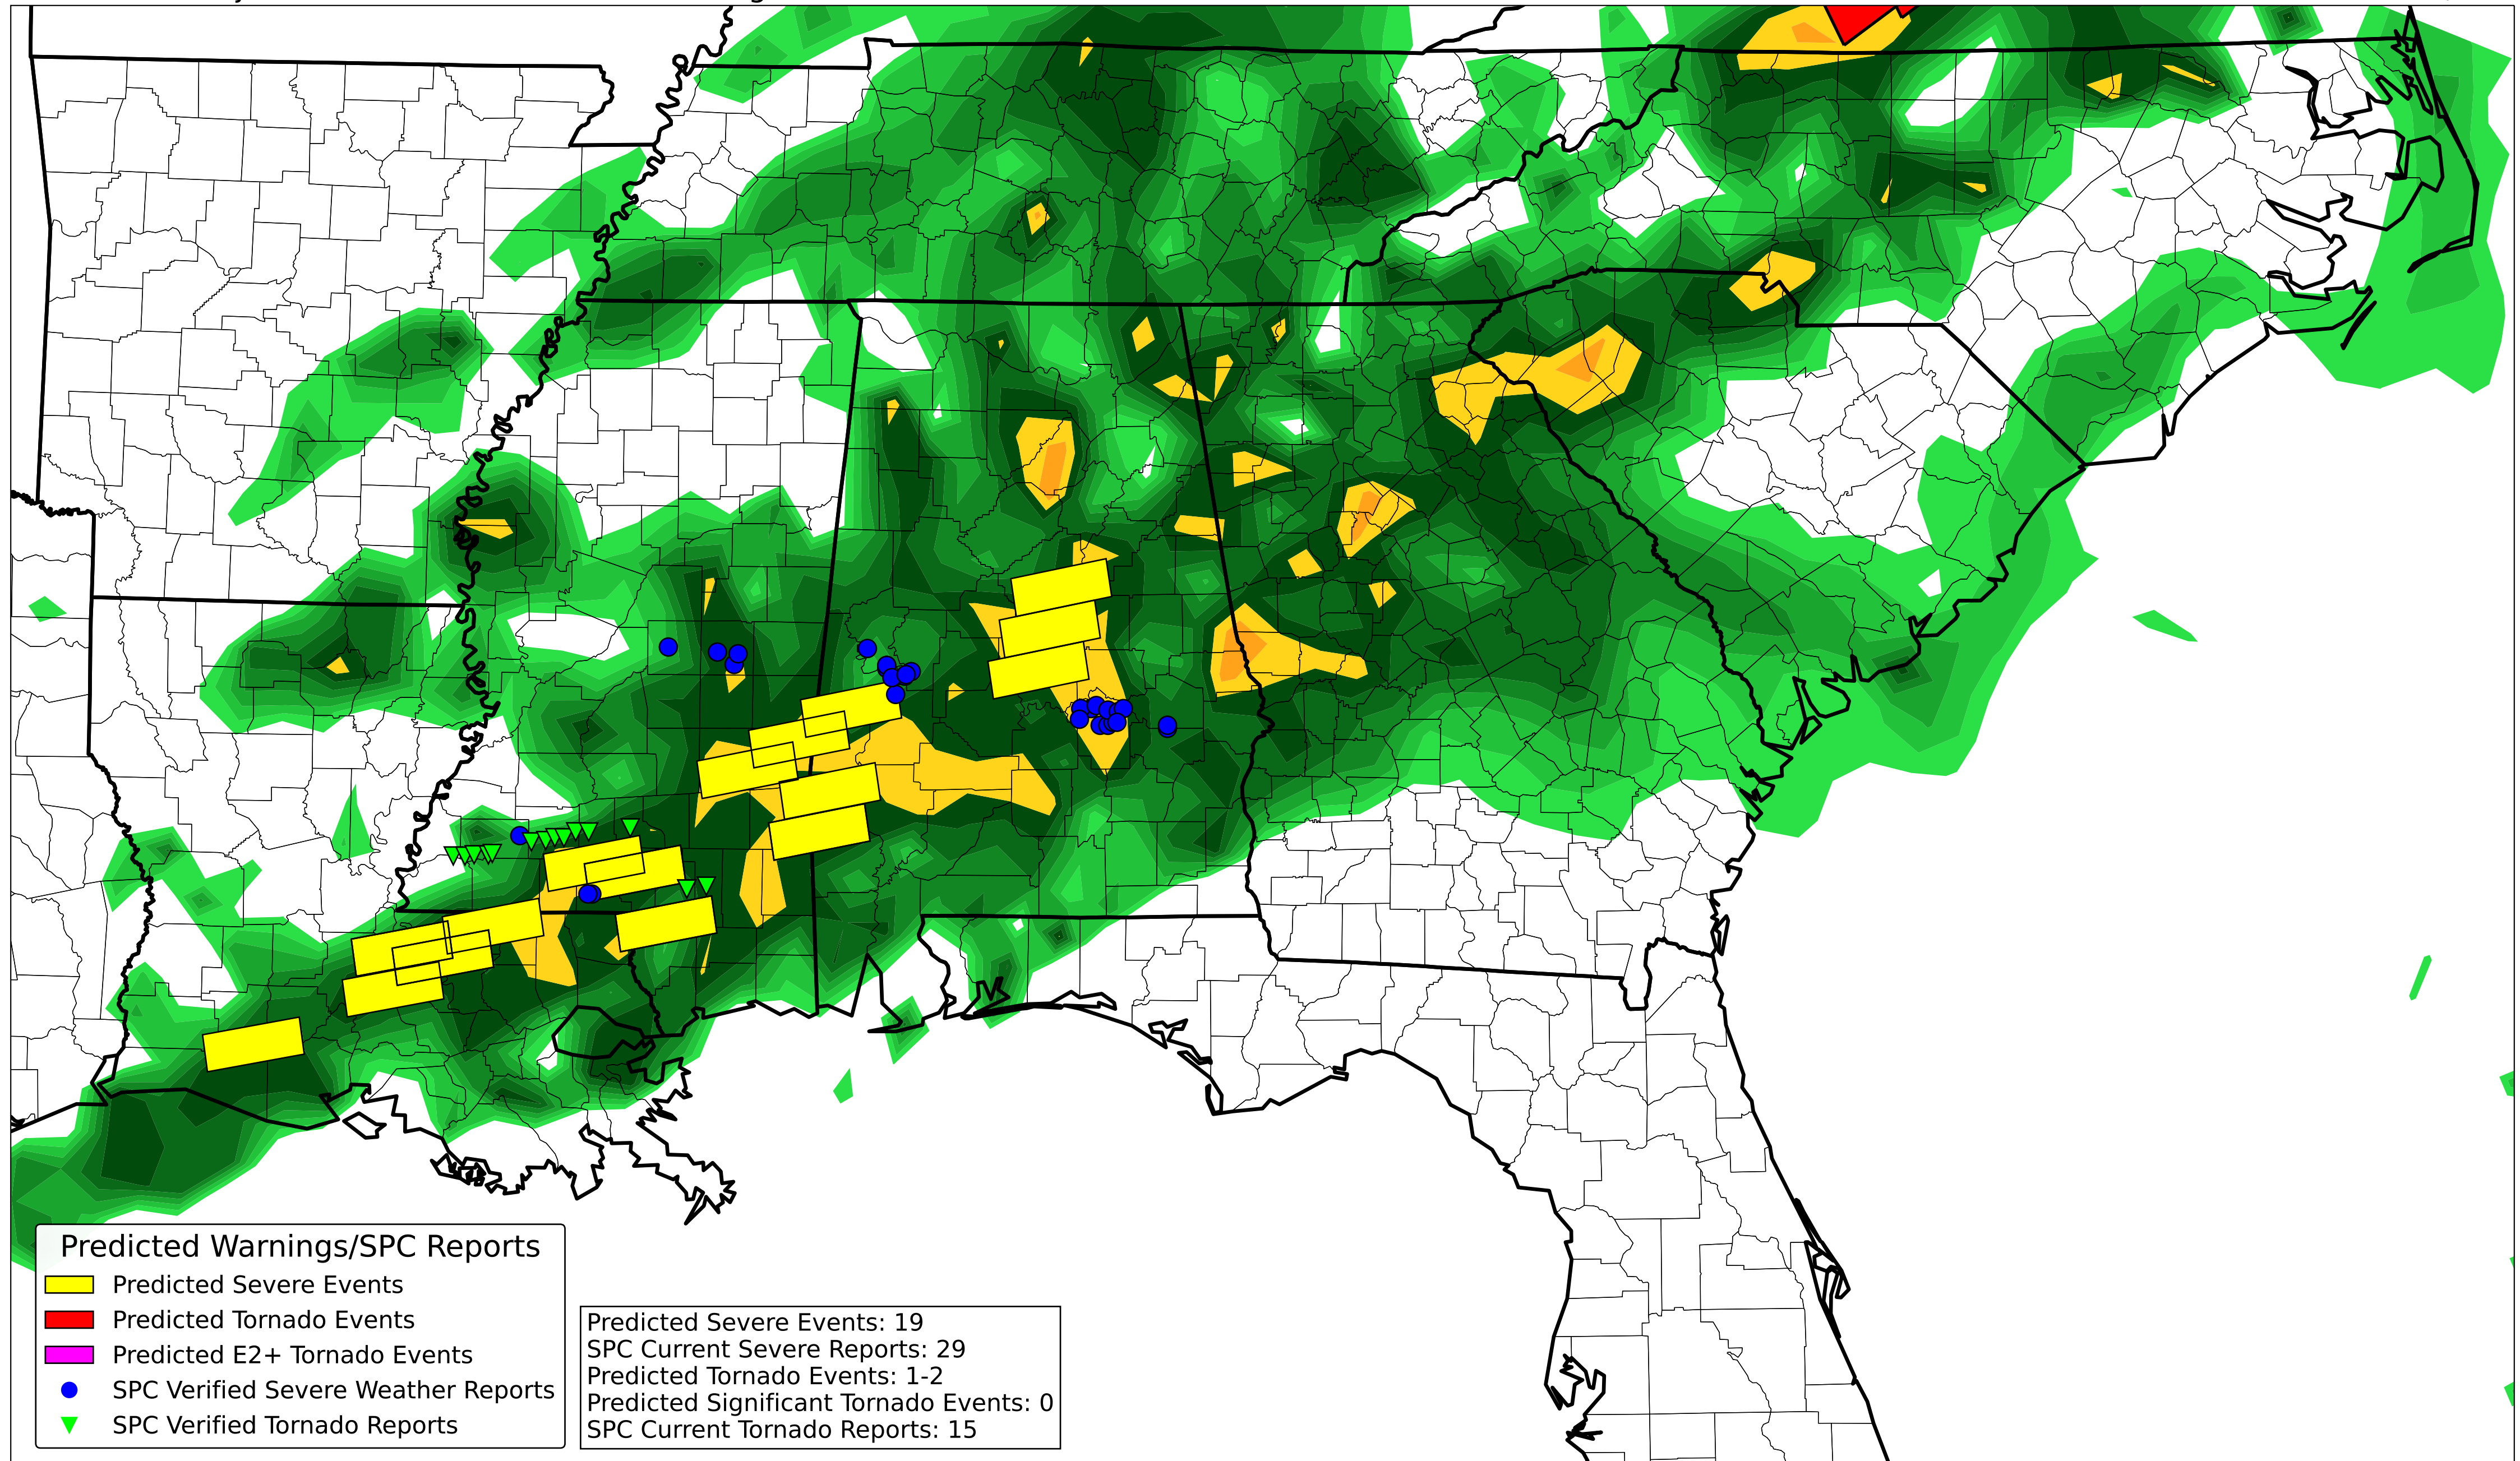 Predicted Warnings/SPC Reports
Predicted Severe Events
Predicted Tornado Events
Predicted E2+ Tornado Events
SPC Verified Severe Weather Reports
SPC Verified Tornado Reports
Predicted Severe Events: 19
SPC Current Severe Reports: 29
Predicted Tornado Events: 1-2
Predicted Significant Tornado Events: 0
SPC Current Tornado Reports: 15